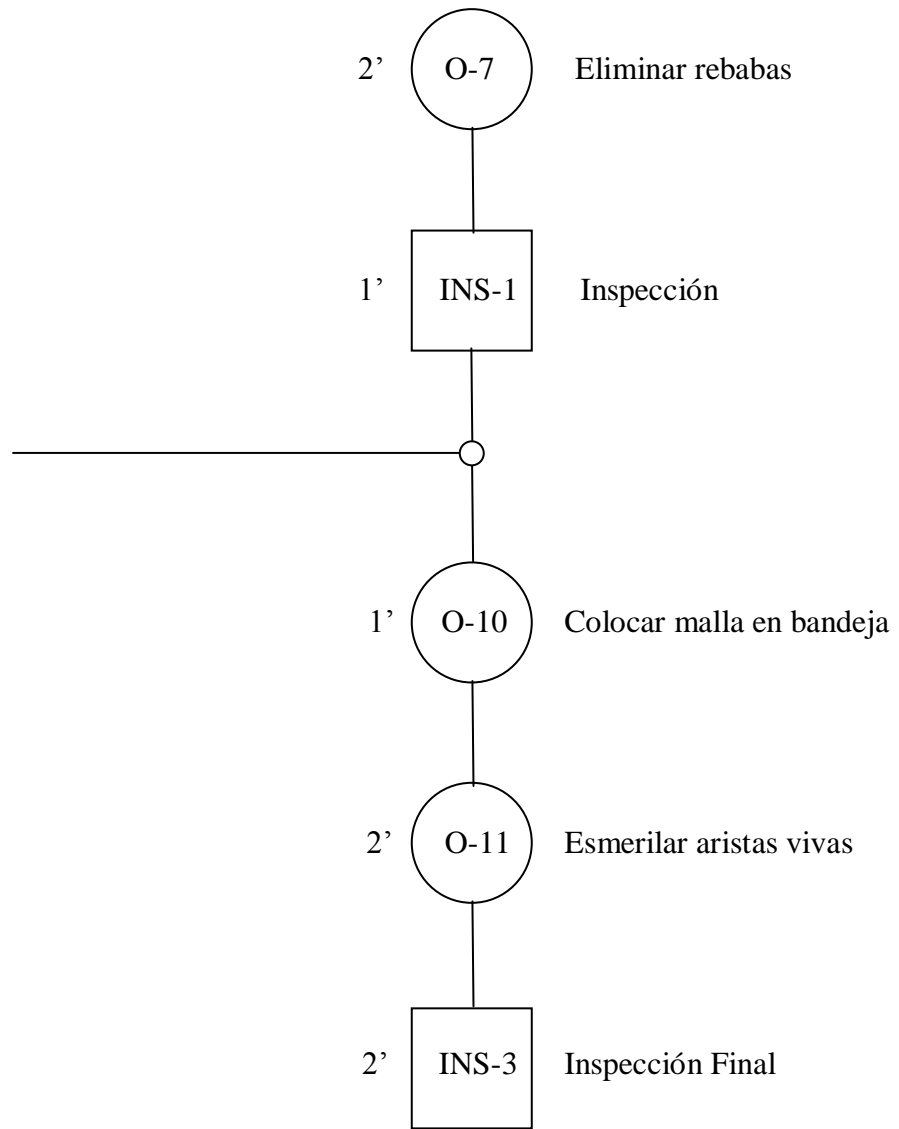 2’ O-7 Eliminar rebabas
1’ INS-1 Inspección
1’ O-10 Colocar malla en bandeja
2’ O-11 Esmerilar aristas vivas
2’ INS-3 Inspección Final